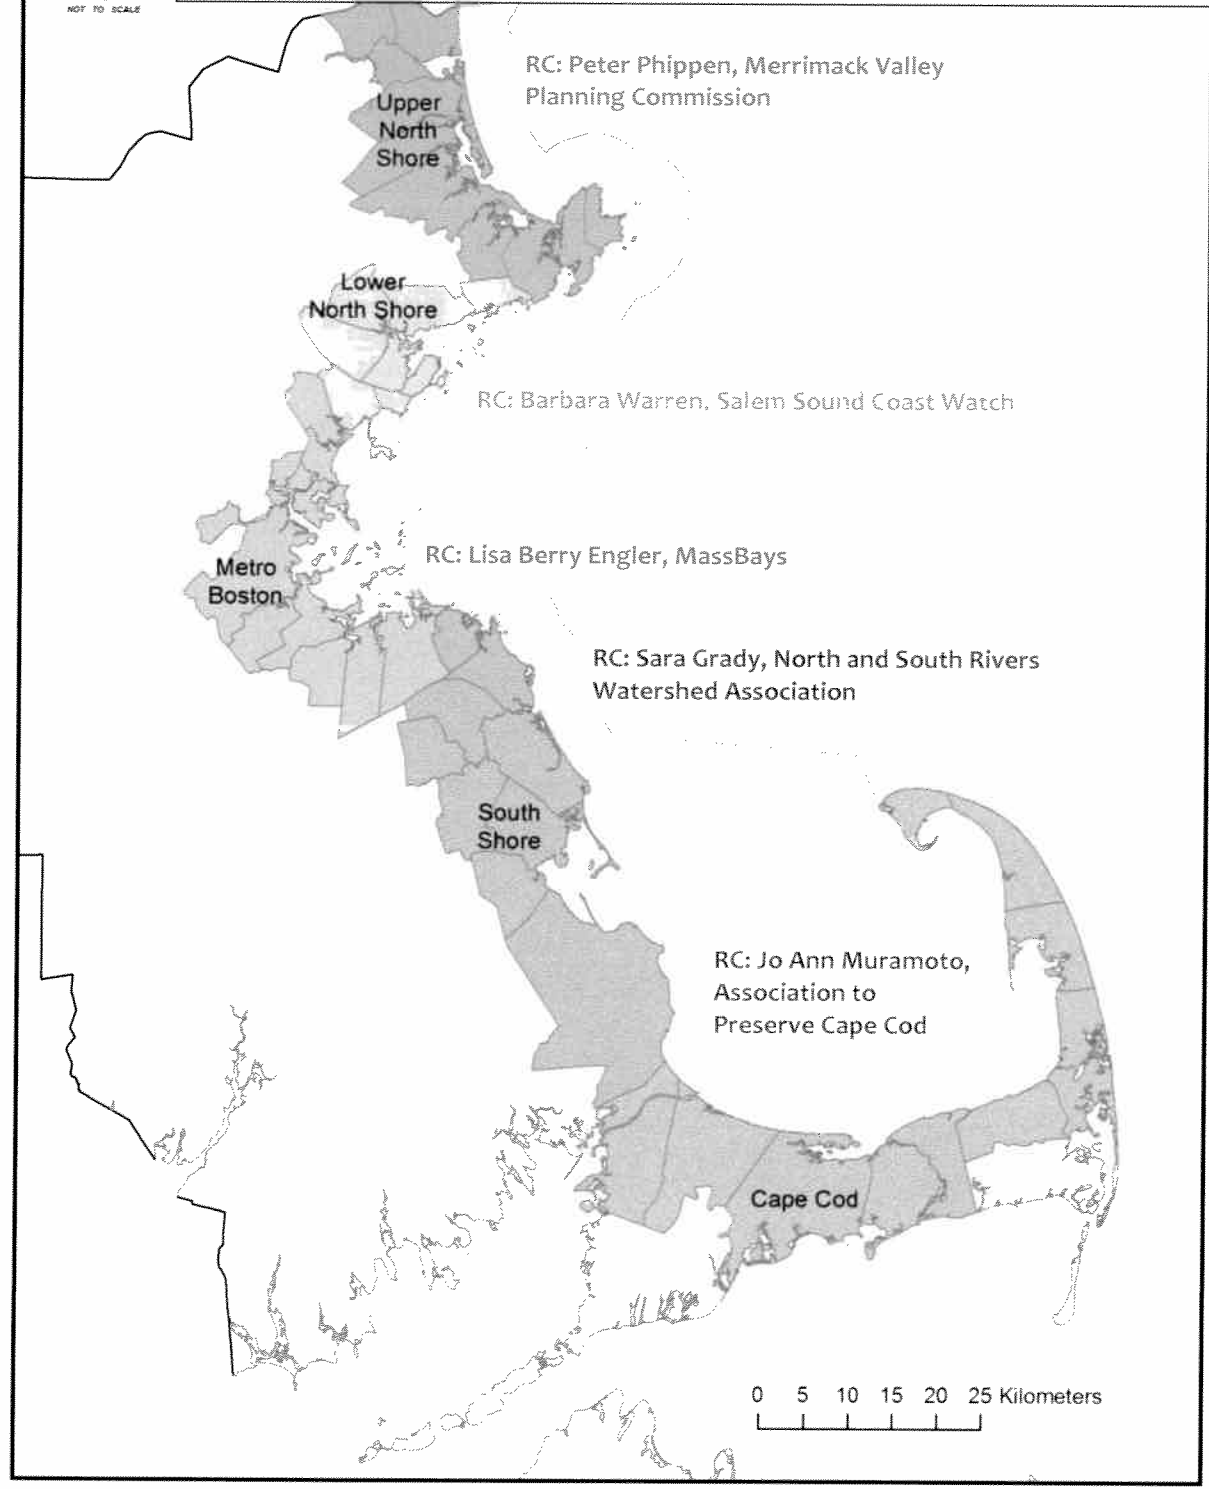 NOT TO SCALE
RC: Peter Phippen, Merrimack Valley
Planning Commission
Upper
North
Shore
Lower
North Shore
RC: Barbara Warren, Salem Sound Coast Watch
RC: Lisa Berry Engler, MassBays
Metro
Boston
RC: Sara Grady, North and South Rivers
Watershed Association
South
Shore
RC: Jo Ann Muramoto,
Association to
Preserve Cape Cod
Cape Cod
0 5 10 15 20 25 Kilometers